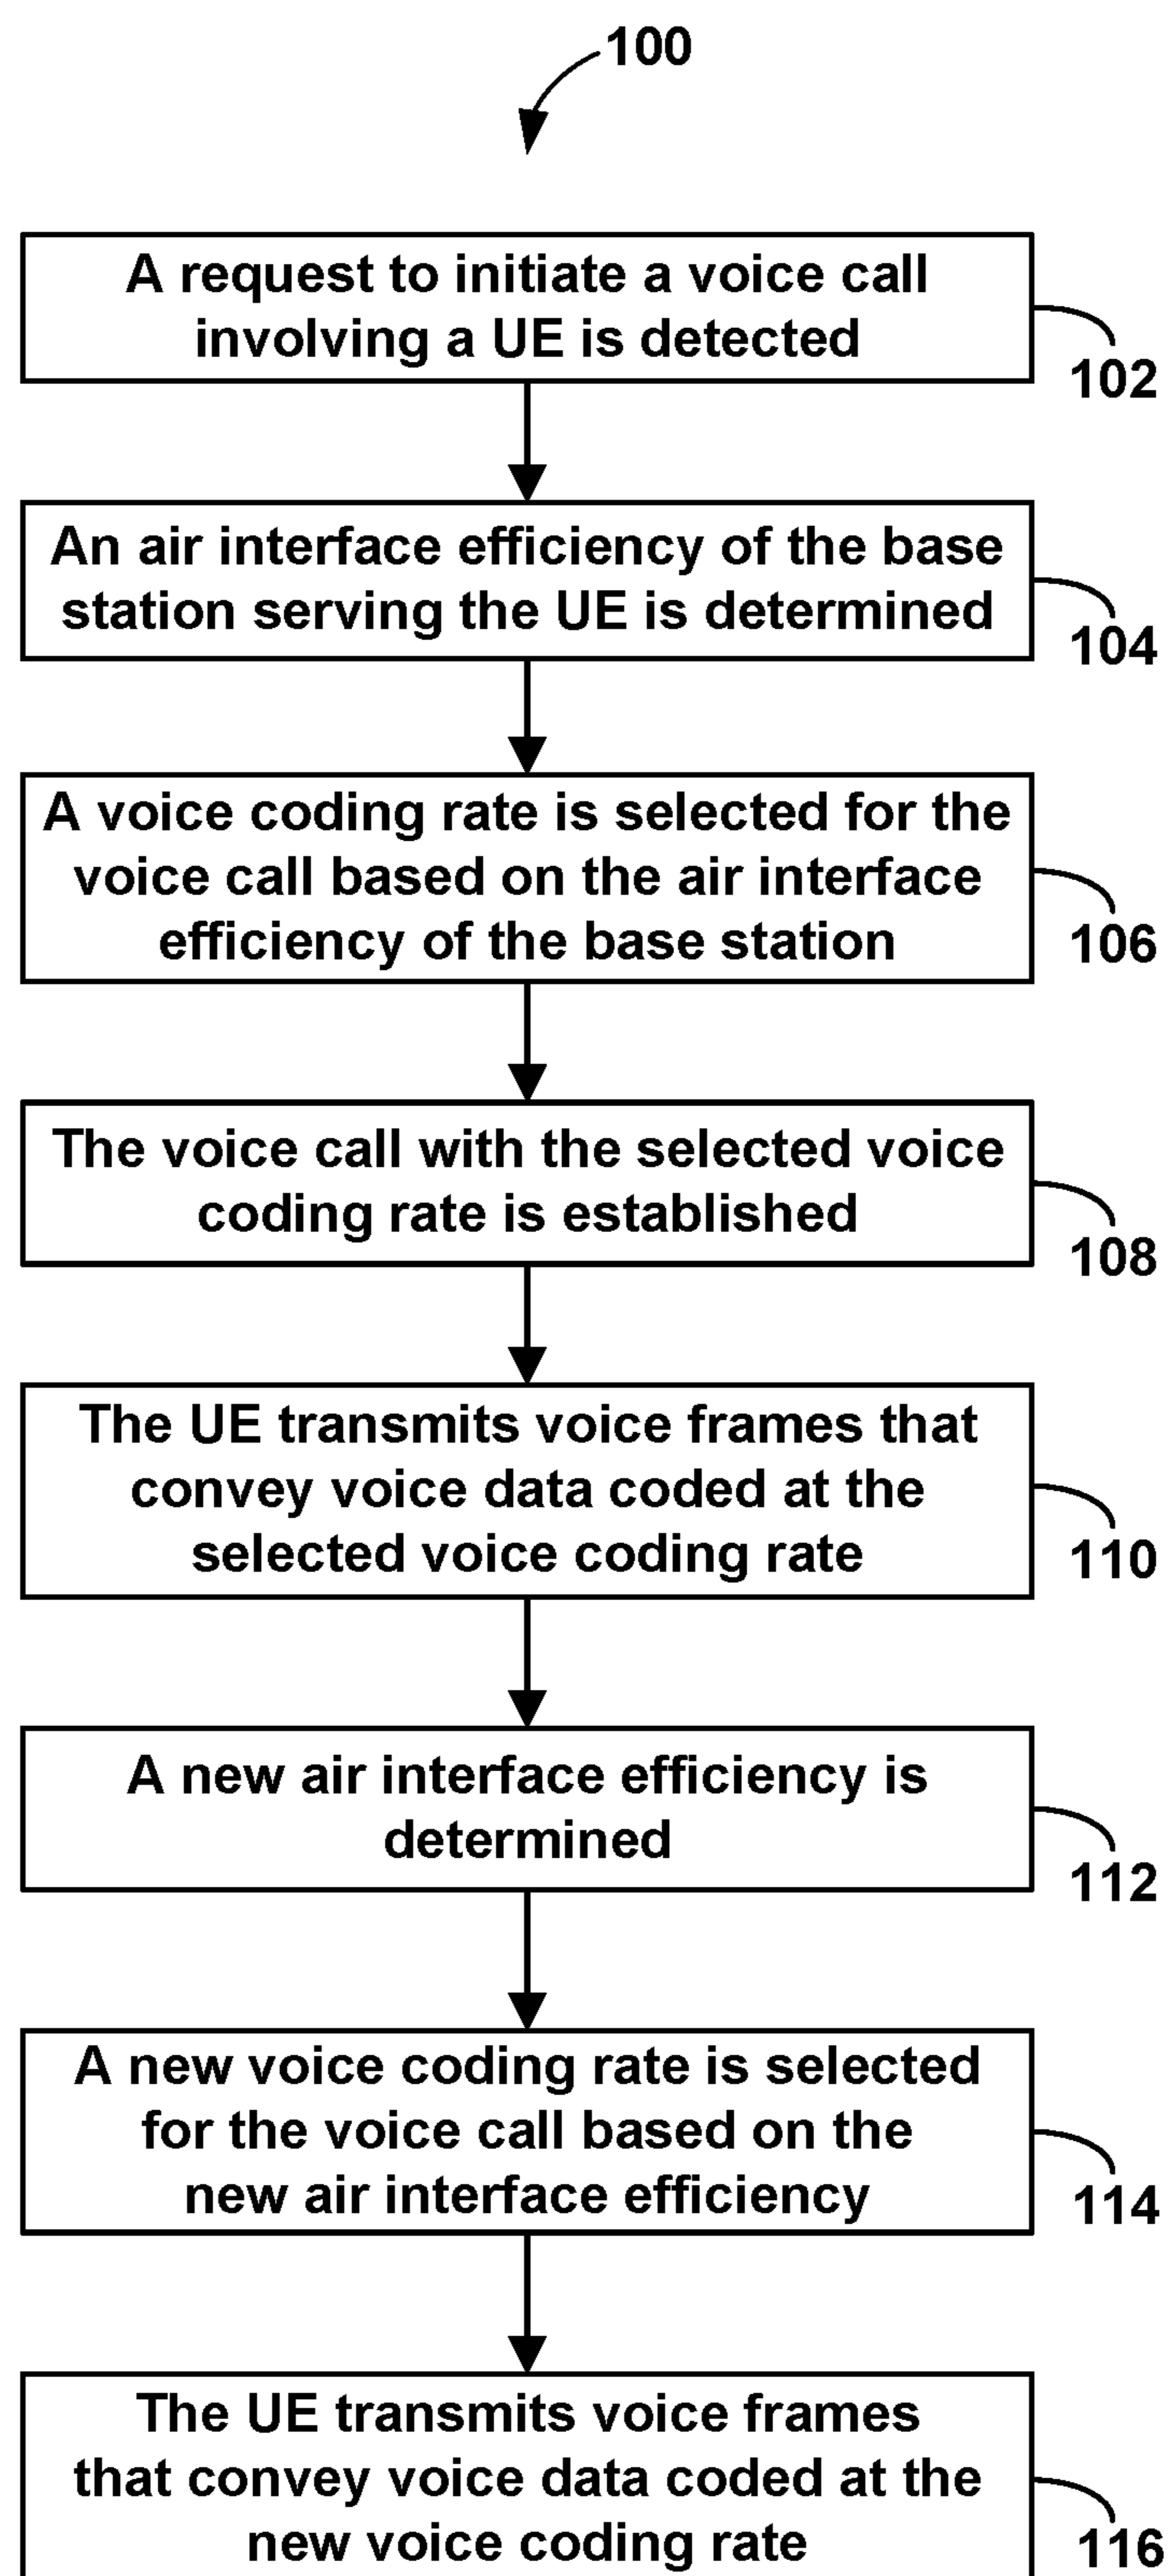 100
A request to initiate a voice call
involving a UE is detected
102
An air interface efficiency of the base
station serving the UE is determined
104
A voice coding rate is selected for the
voice call based on the air interface
efficiency of the base station
106
The voice call with the selected voice
coding rate is established
108
The UE transmits voice frames that
convey voice data coded at the
selected voice coding rate
110
A new air interface efficiency is
determined
112
A new voice coding rate is selected
for the voice call based on the
new air interface efficiency
114
The UE transmits voice frames
that convey voice data coded at the
new voice coding rate
116